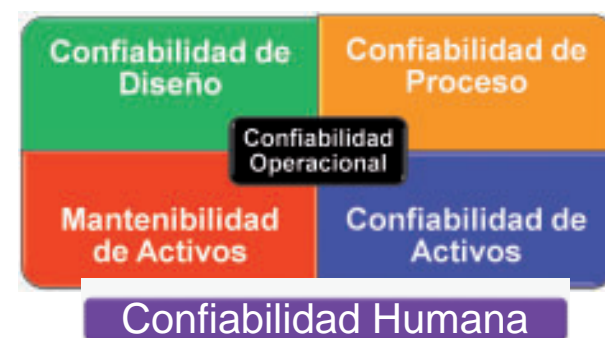 Confiabilidad de
Diseño
Confiabilidad de
Proceso
Confiabilidad
Operacional
Mantenibilidad
de Activos
Confiabilidad de
Activos
Confiabilidad Humana